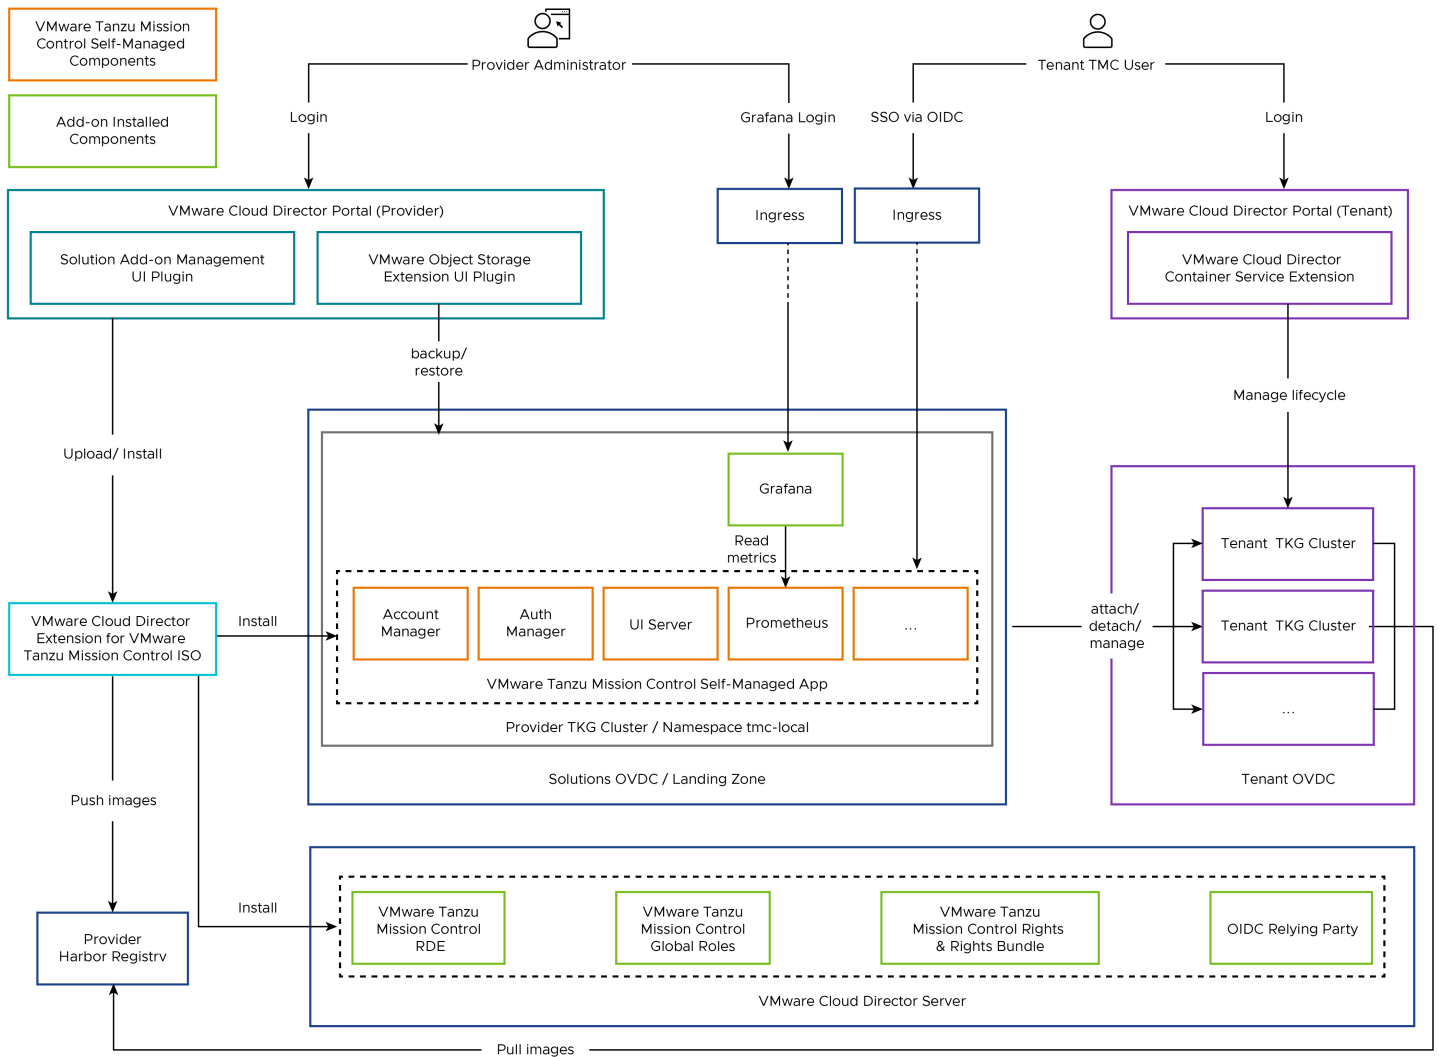 VMware Tanzu Mission
Control Self-Managed
Components
Add-on Installed
Components
Provider Administrator
Tenant TMC User
Login
Grafana Login
SSO via OIDC
Login
VMware Cloud Director Portal (Provider)
Solution Add-on Management
UI Plugin
VMware Object Storage
Extension UI Plugin
Ingress
Ingress
VMware Cloud Director Portal (Tenant)
VMware Cloud Director
Container Service Extension
backup/
restore
Manage lifecycle
Upload/ Install
Grafana
Read
metrics
Tenant TKG Cluster
Tenant TKG Cluster
...
attach/
detach/
manage
Tenant OVDC
VMware Cloud Director
Extension for VMware
Tanzu Mission Control ISO
Install
Account
Manager
Auth
Manager
UI Server
Prometheus
...
VMware Tanzu Mission Control Self-Managed App
Provider TKG Cluster / Namespace tmc-local
Solutions OVDC / Landing Zone
Push images
Install
Provider
Harbor Registrv
VMware Tanzu
Mission Control
RDE
VMware Tanzu
Mission Control
Global Roles
VMware Tanzu
Mission Control Rights
& Rights Bundle
OIDC Relying Party
VMware Cloud Director Server
Pull images